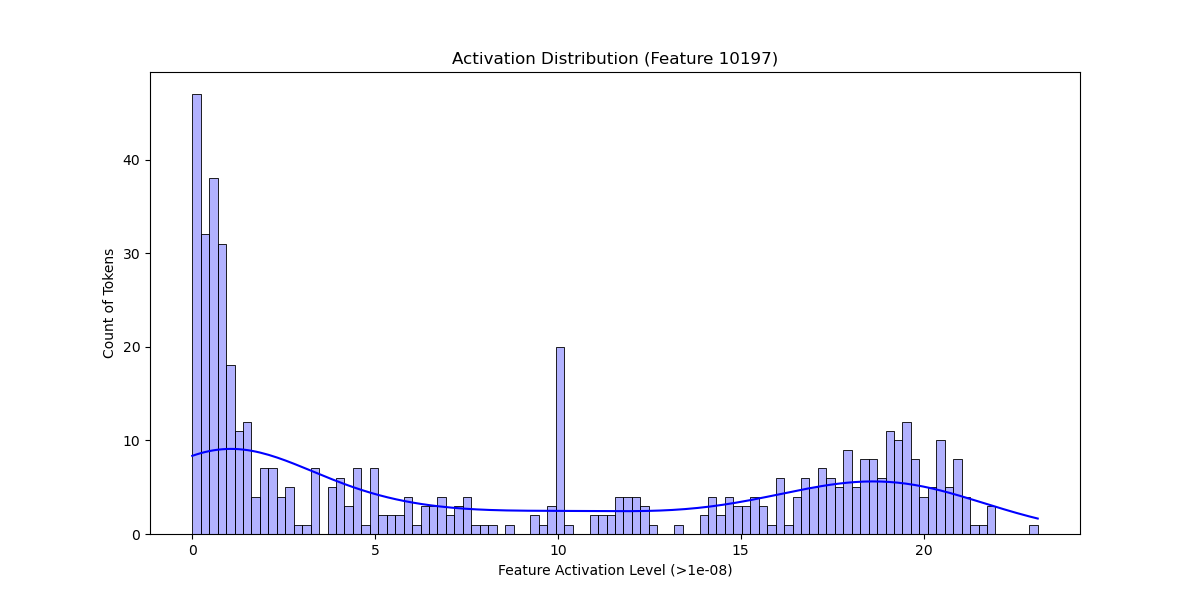 Activation Distribution (Feature 10197)
Count of Tokens
40
30
20
10
0
0 5 10 15 20
Feature Activation Level (>1e-08)